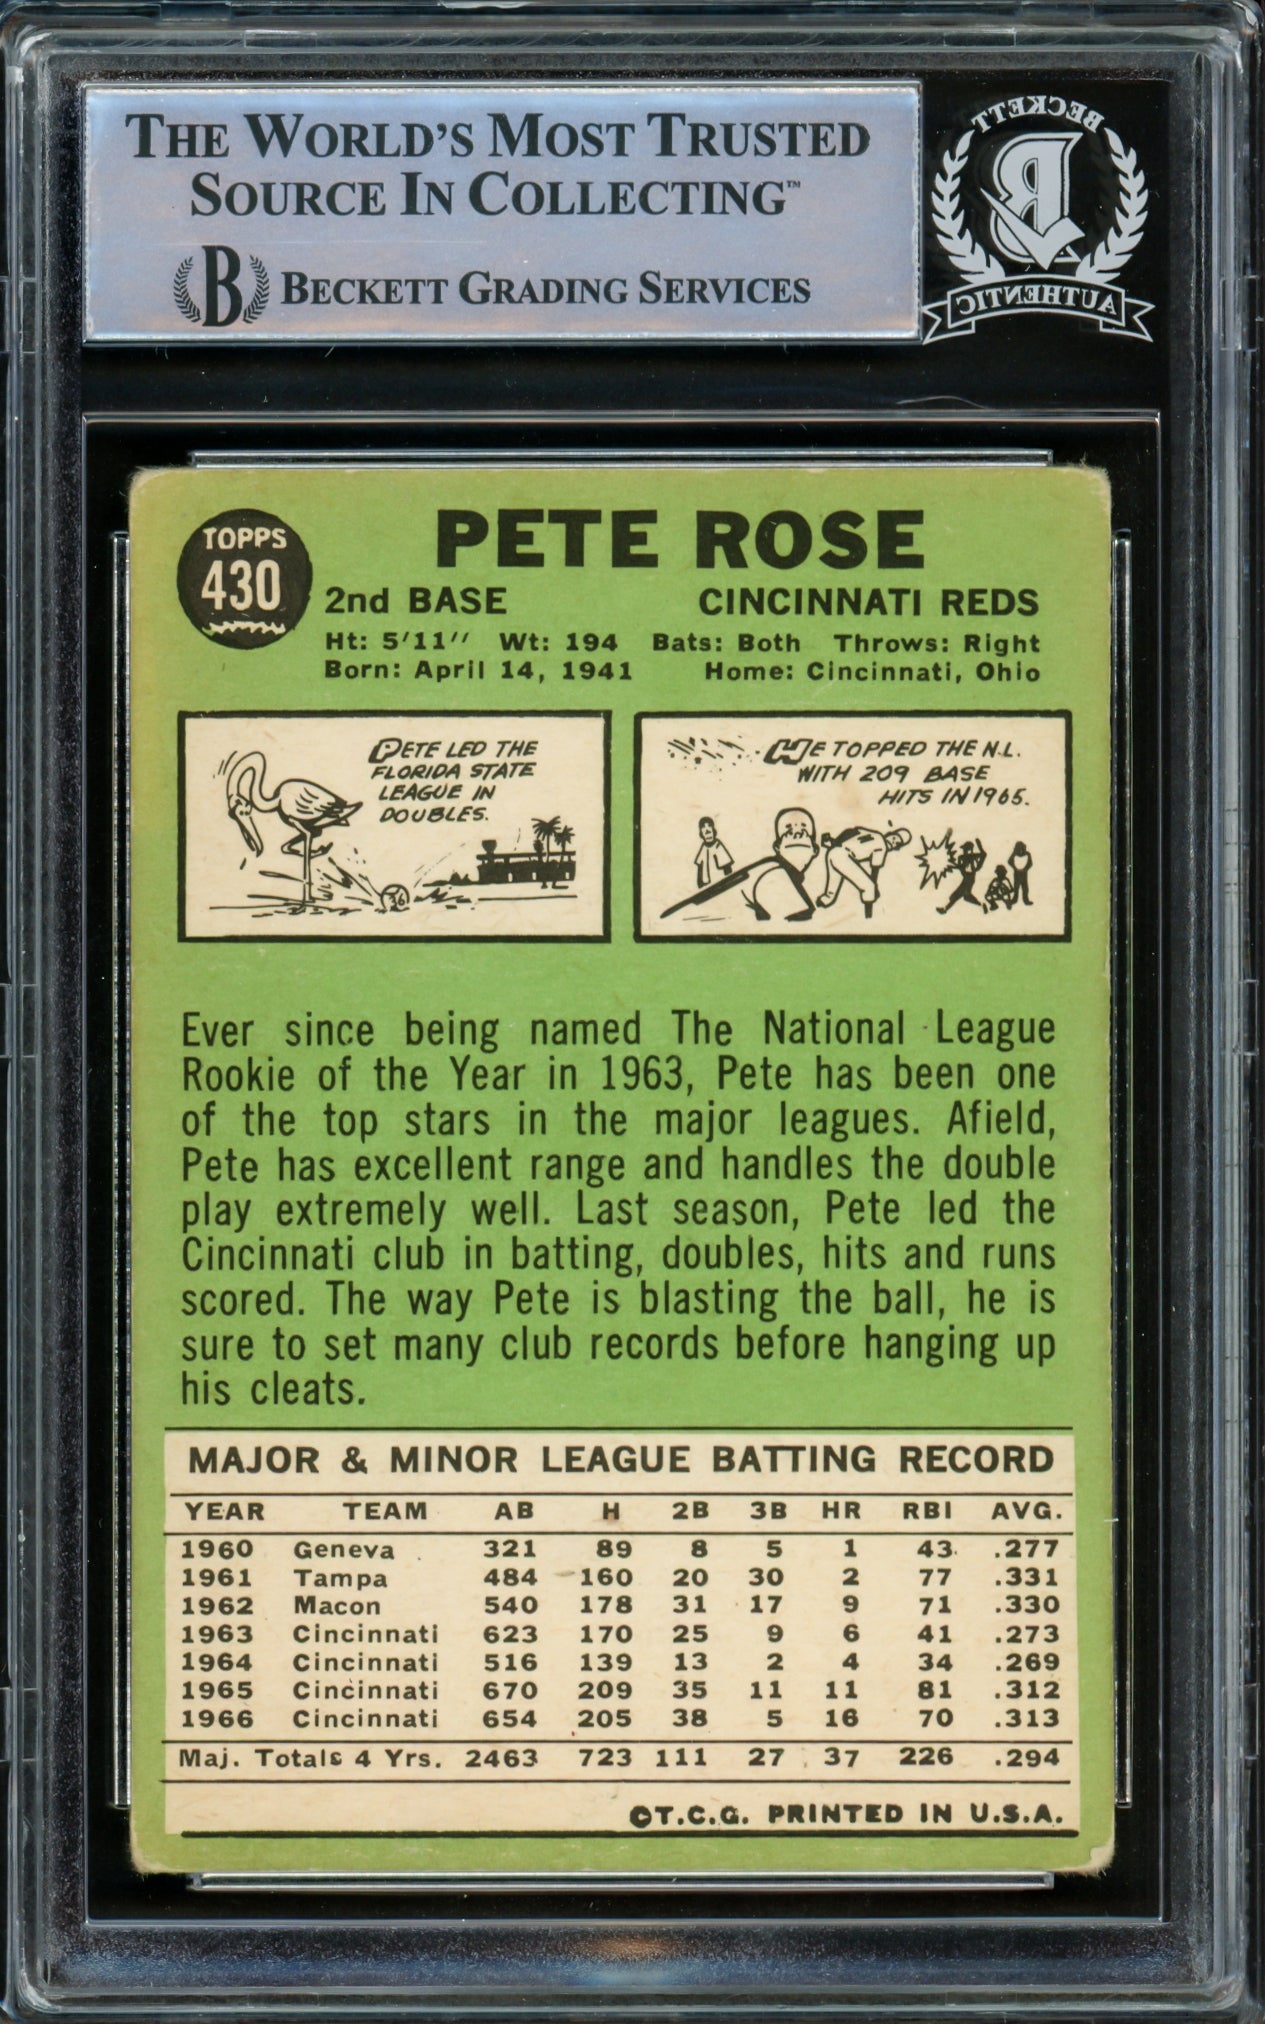 THE WORLD'S MOST TRUSTED
SOURCE IN COLLECTING™
B BECKETT GRADING SERVICES
BECKETT
B
AUTHENTIC
TOPPS
430
PETE ROSE
2nd BASE CINCINNATI REDS
Ht: 5'11" Wt: 194 Bats: Both Throws: Right
Born: April 14, 1941 Home: Cincinnati, Ohio
PETE LED THE
FLORIDA STATE
LEAGUE IN
DOUBLES.
36
HE TOPPED THE N.L.
WITH 209 BASE
HITS IN 1965.
Ever since being named The National League
Rookie of the Year in 1963, Pete has been one
of the top stars in the major leagues. Afield,
Pete has excellent range and handles the double
play extremely well. Last season, Pete led the
Cincinnati club in batting, doubles, hits and runs
scored. The way Pete is blasting the ball, he is
sure to set many club records before hanging up
his cleats.
MAJOR & MINOR LEAGUE BATTING RECORD
YEAR TEAM AB H 2B 3B HR RBI AVG.
1960 Geneva 321 89 8 5 1 43 .277
1961 Tampa 484 160 20 30 2 77 .331
1962 Macon 540 178 31 17 9 71 .330
1963 Cincinnati 623 170 25 9 6 41 .273
1964 Cincinnati 516 139 13 2 4 34 .269
1965 Cincinnati 670 209 35 11 11 81 .312
1966 Cincinnati 654 205 38 5 16 70 .313
Maj. Totals 4 Yrs. 2463 723 111 27 37 226 .294
©T.C.G. PRINTED IN U.S.A.